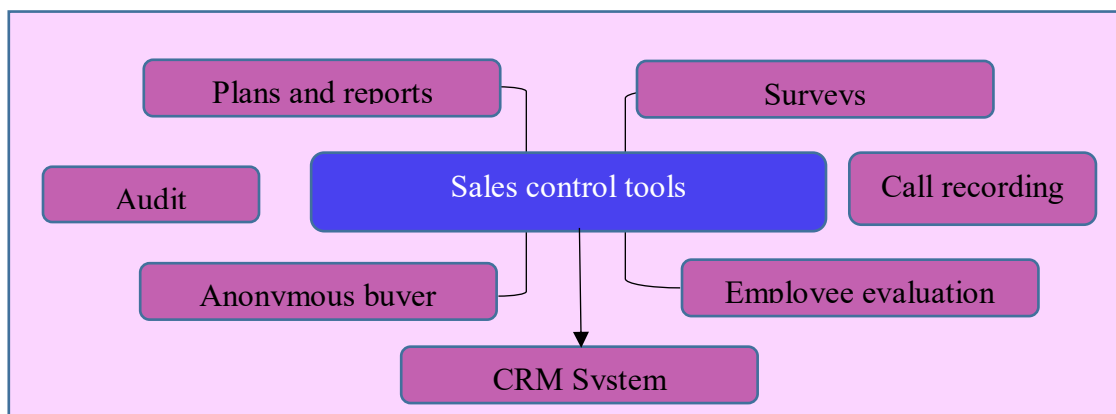 Plans and reports
Surveys
Audit
Sales control tools
Call recording
Anonymous buyer
Employee evaluation
CRM System